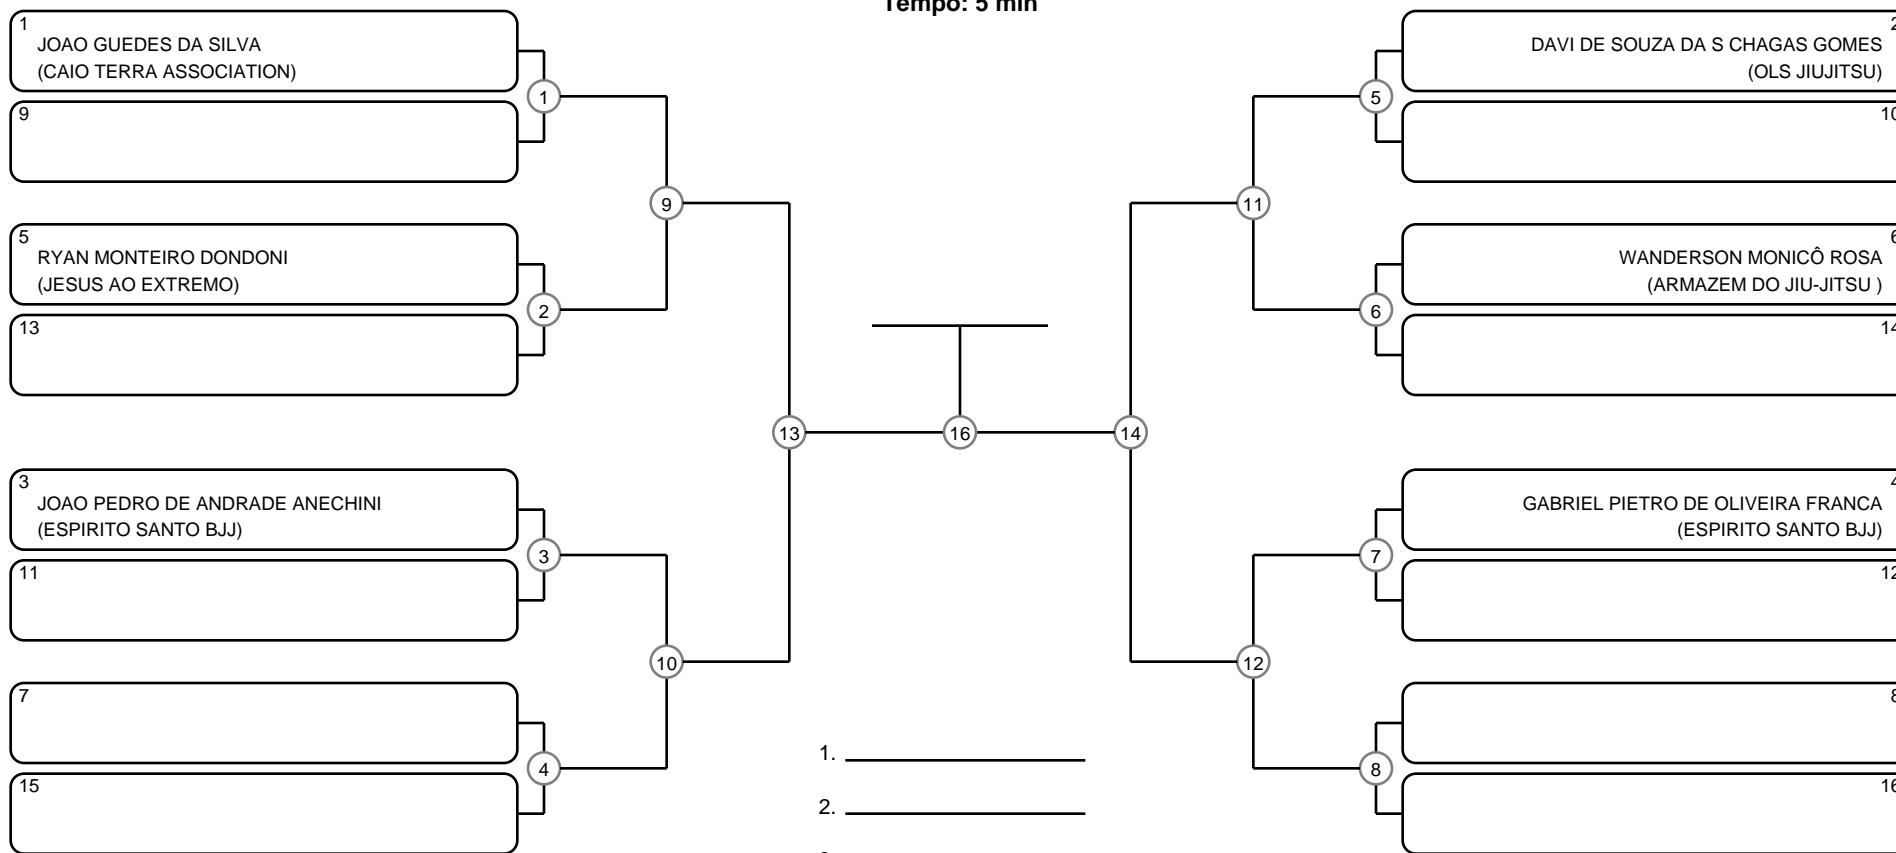 Tempo: 5 min
1
JOAO GUEDES DA SILVA
(CAIO TERRA ASSOCIATION)
9
5
RYAN MONTEIRO DONDONI
(JESUS AO EXTREMO)
13
3
JOAO PEDRO DE ANDRADE ANECHINI
(ESPIRITO SANTO BJJ)
11
7
15
1
2
3
4
9
10
13
16
14
11
12
5
6
7
8
2
DAVI DE SOUZA DA S CHAGAS GOMES
(OLS JIUJITSU)
10
6
WANDERSON MONICÔ ROSA
(ARMAZEM DO JIU-JITSU )
14
4
GABRIEL PIETRO DE OLIVEIRA FRANCA
(ESPIRITO SANTO BJJ)
12
8
16
1.
2.